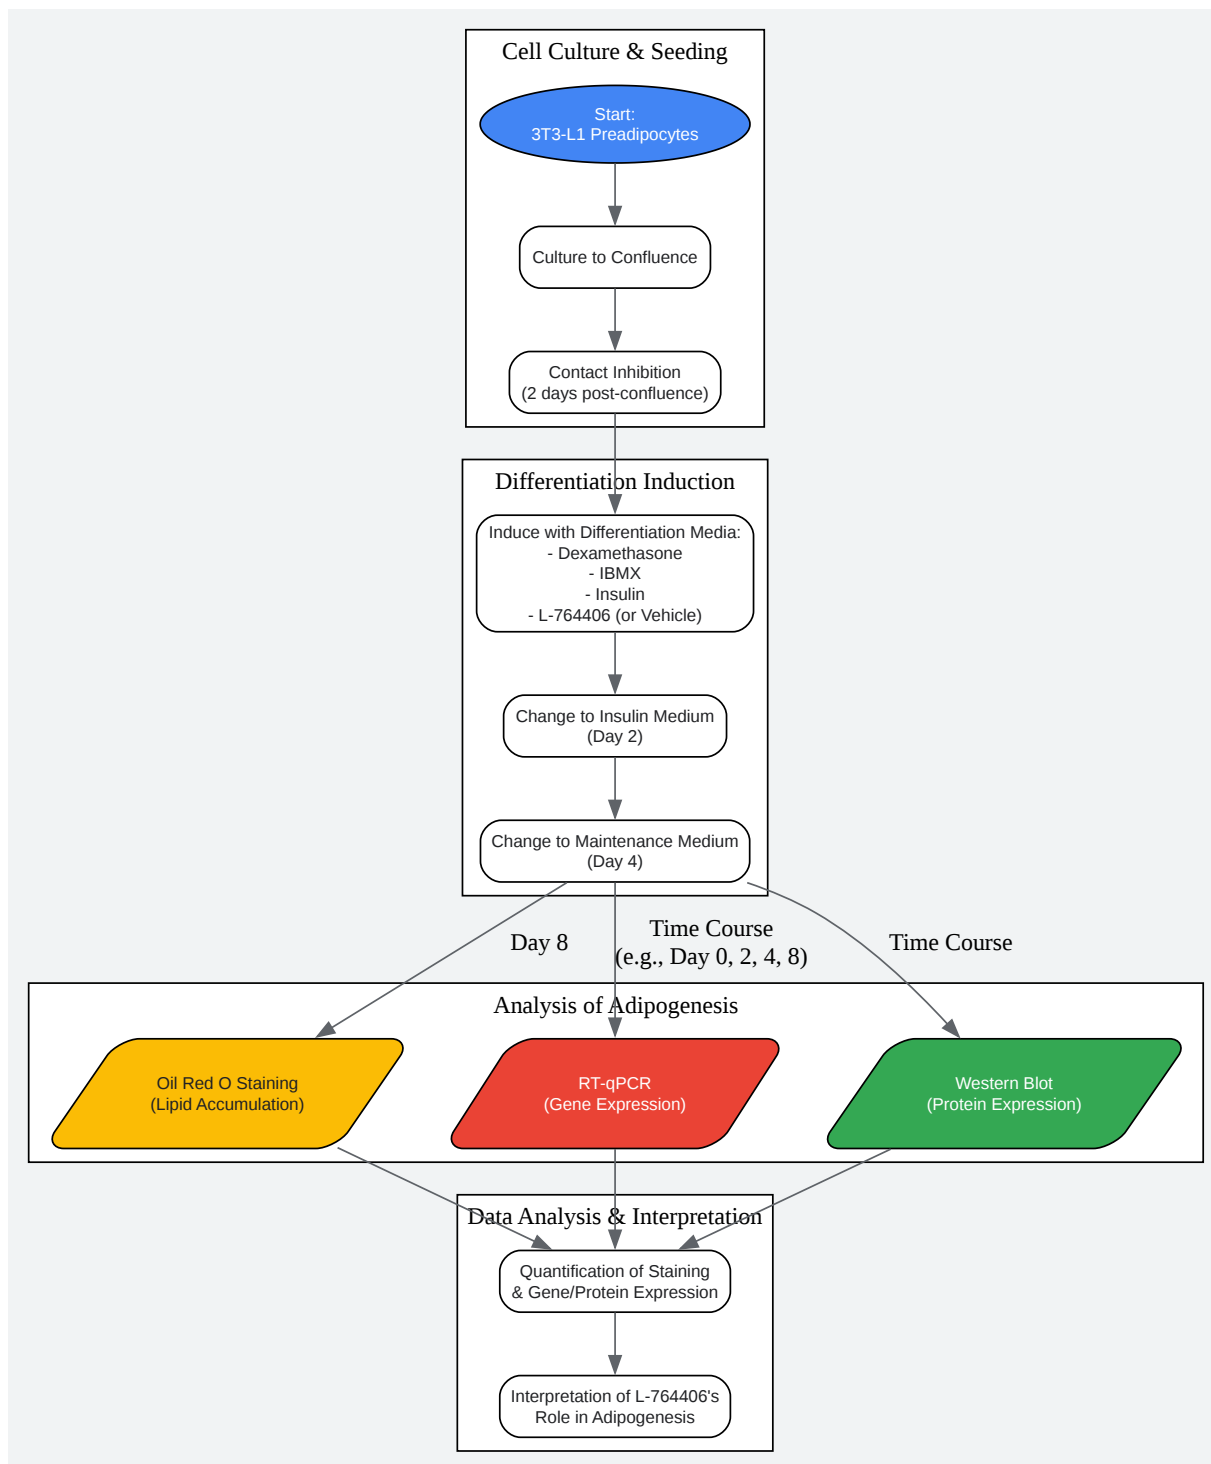 Cell Culture & Seeding
Start:
3T3-L1 Preadipocytes
Culture to Confluence
Contact Inhibition
(2 days post-confluence)
Differentiation Induction
Induce with Differentiation Media:
- Dexamethasone
- IBMX
- Insulin
- L-764406 (or Vehicle)
Change to Insulin Medium
(Day 2)
Change to Maintenance Medium
(Day 4)
Day 8
Time Course
(e.g., Day 0, 2, 4, 8)
Time Course
Analysis of Adipogenesis
Oil Red O Staining
(Lipid Accumulation)
RT-qPCR
(Gene Expression)
Western Blot
(Protein Expression)
Data Analysis & Interpretation
Quantification of Staining
& Gene/Protein Expression
Interpretation of L-764406's
Role in Adipogenesis